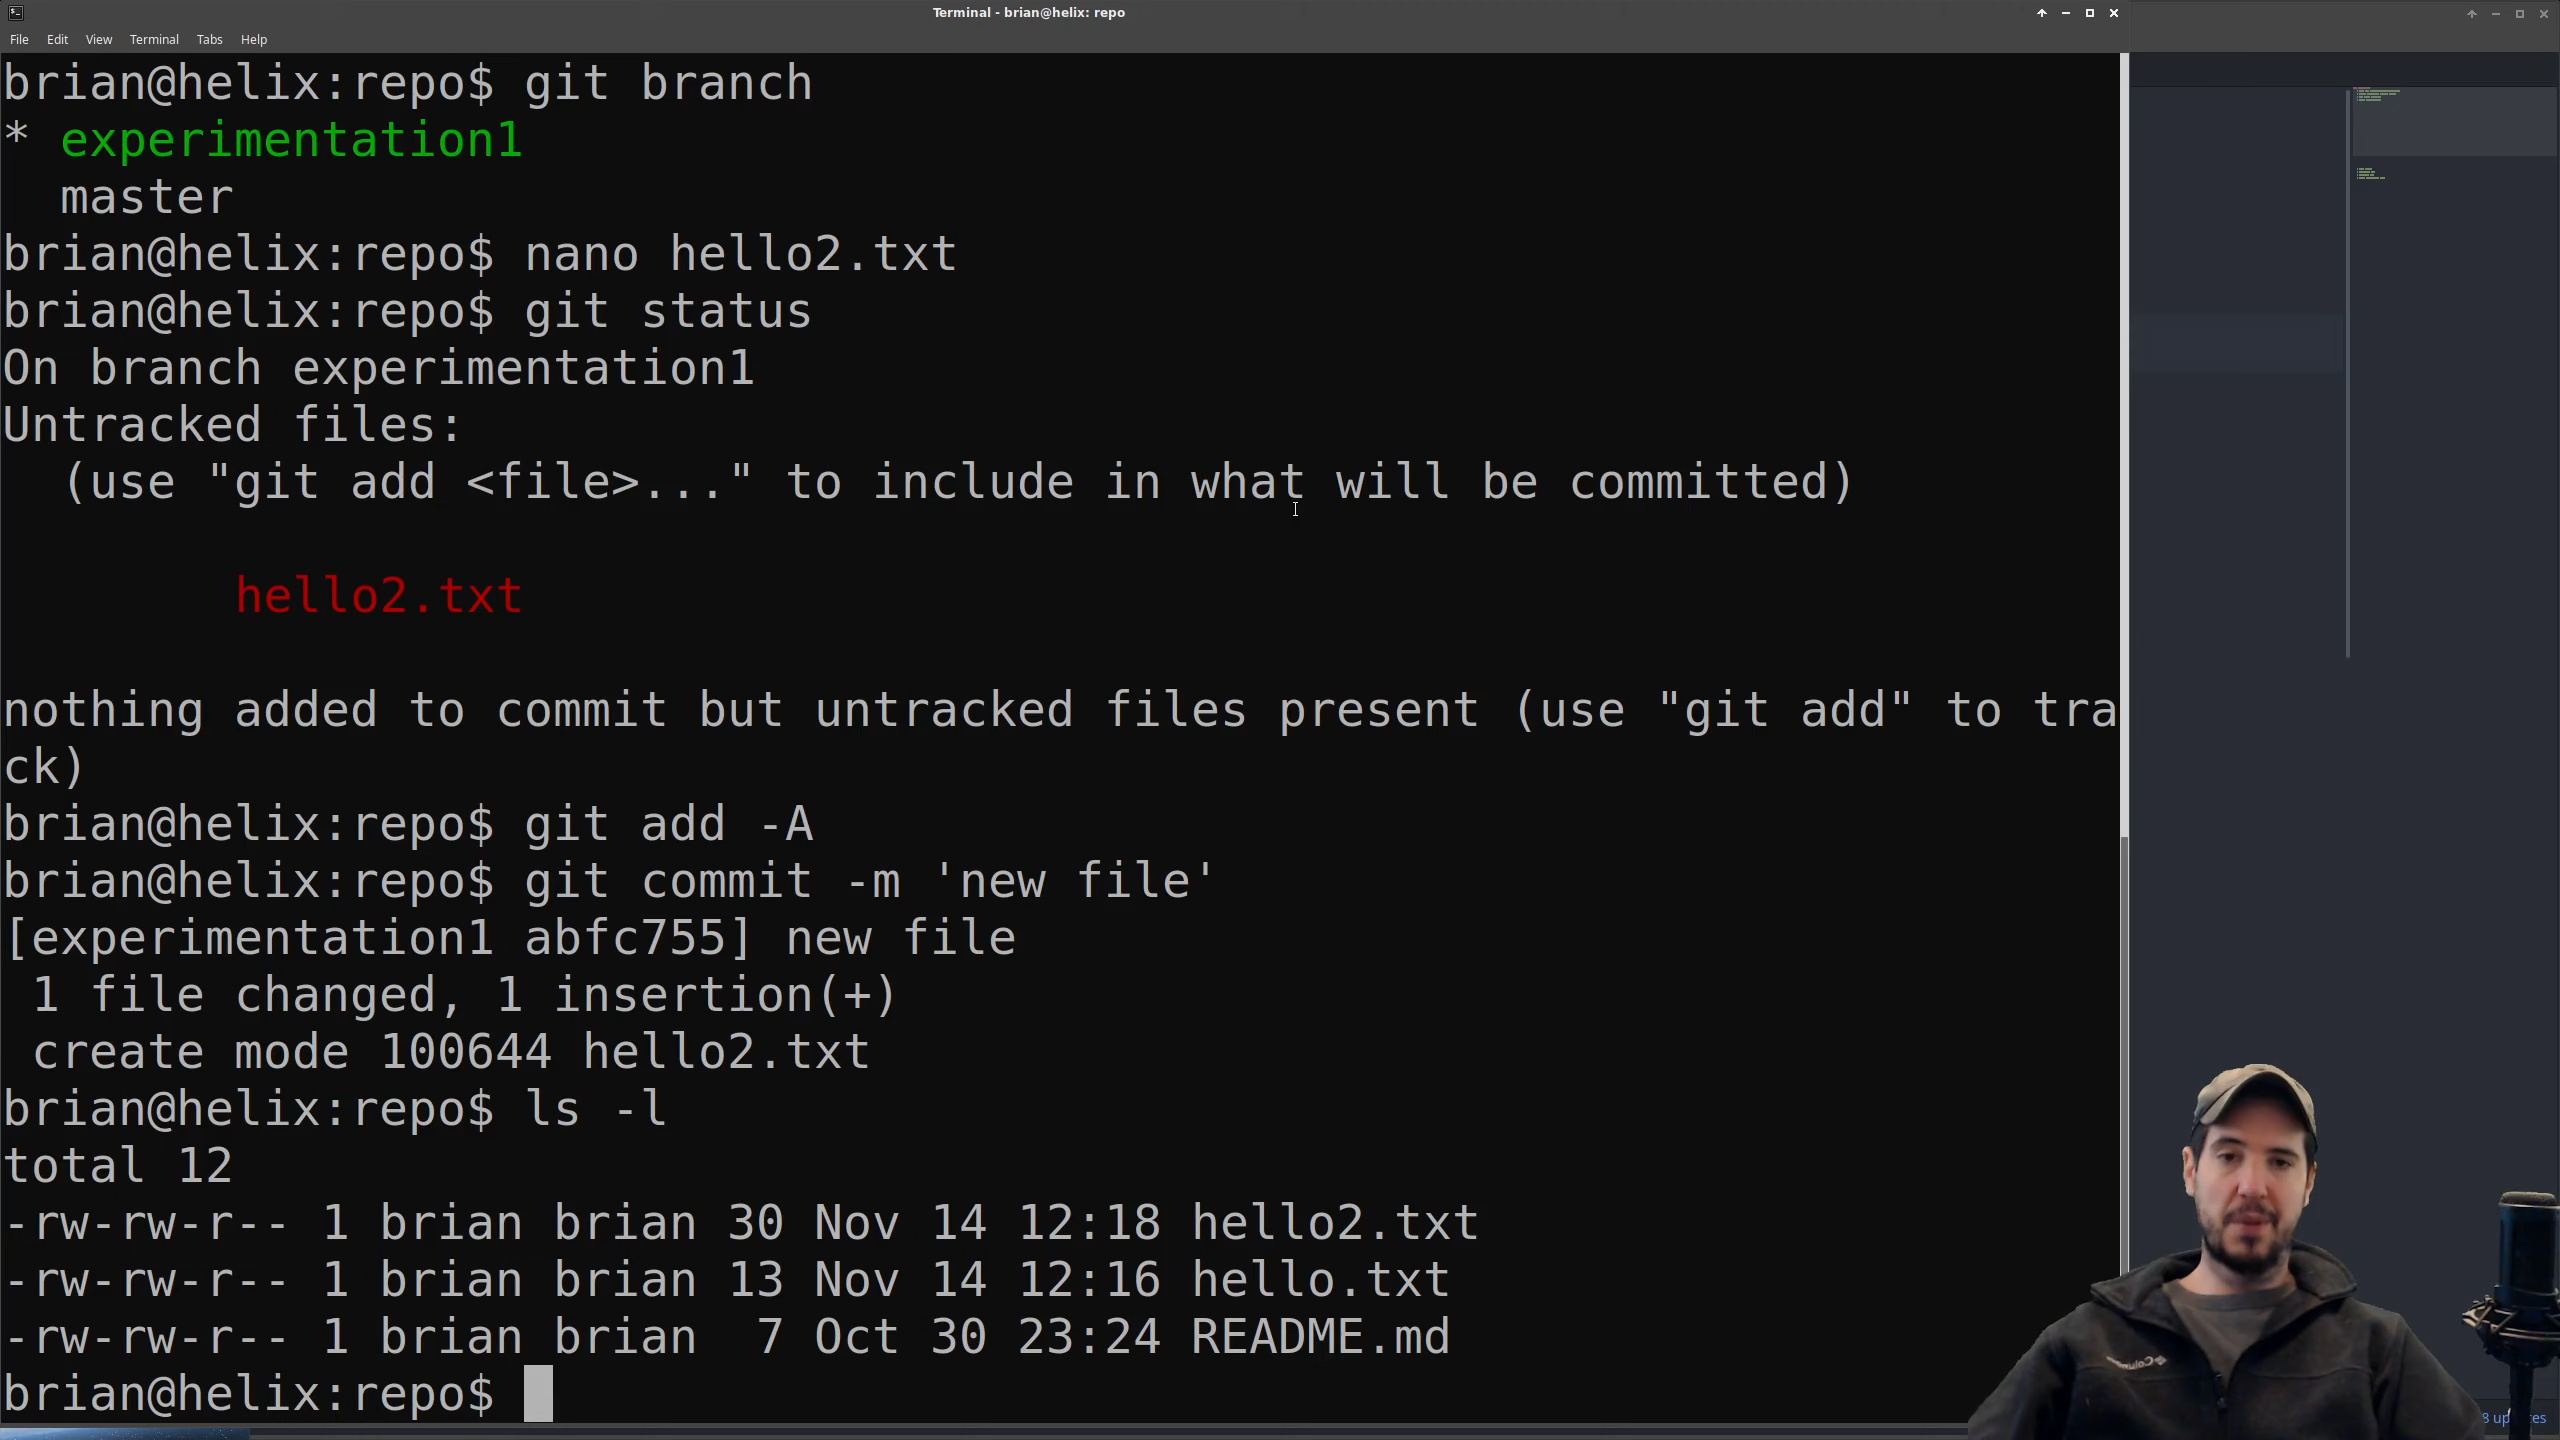 Terminal - brian@helix: repo
File Edit View Terminal Tabs Help
brian@helix:repo$ git branch
* experimentation1
  master
brian@helix:repo$ nano hello2.txt
brian@helix:repo$ git status
On branch experimentation1
Untracked files:
  (use "git add <file>..." to include in what will be committed)
        hello2.txt
nothing added to commit but untracked files present (use "git add" to tra
ck)
brian@helix:repo$ git add -A
brian@helix:repo$ git commit -m 'new file'
[experimentation1 abfc755] new file
 1 file changed, 1 insertion(+)
 create mode 100644 hello2.txt
brian@helix:repo$ ls -l
total 12
-rw-rw-r-- 1 brian brian 30 Nov 14 12:18 hello2.txt
-rw-rw-r-- 1 brian brian 13 Nov 14 12:16 hello.txt
-rw-rw-r-- 1 brian brian  7 Oct 30 23:24 README.md
brian@helix:repo$